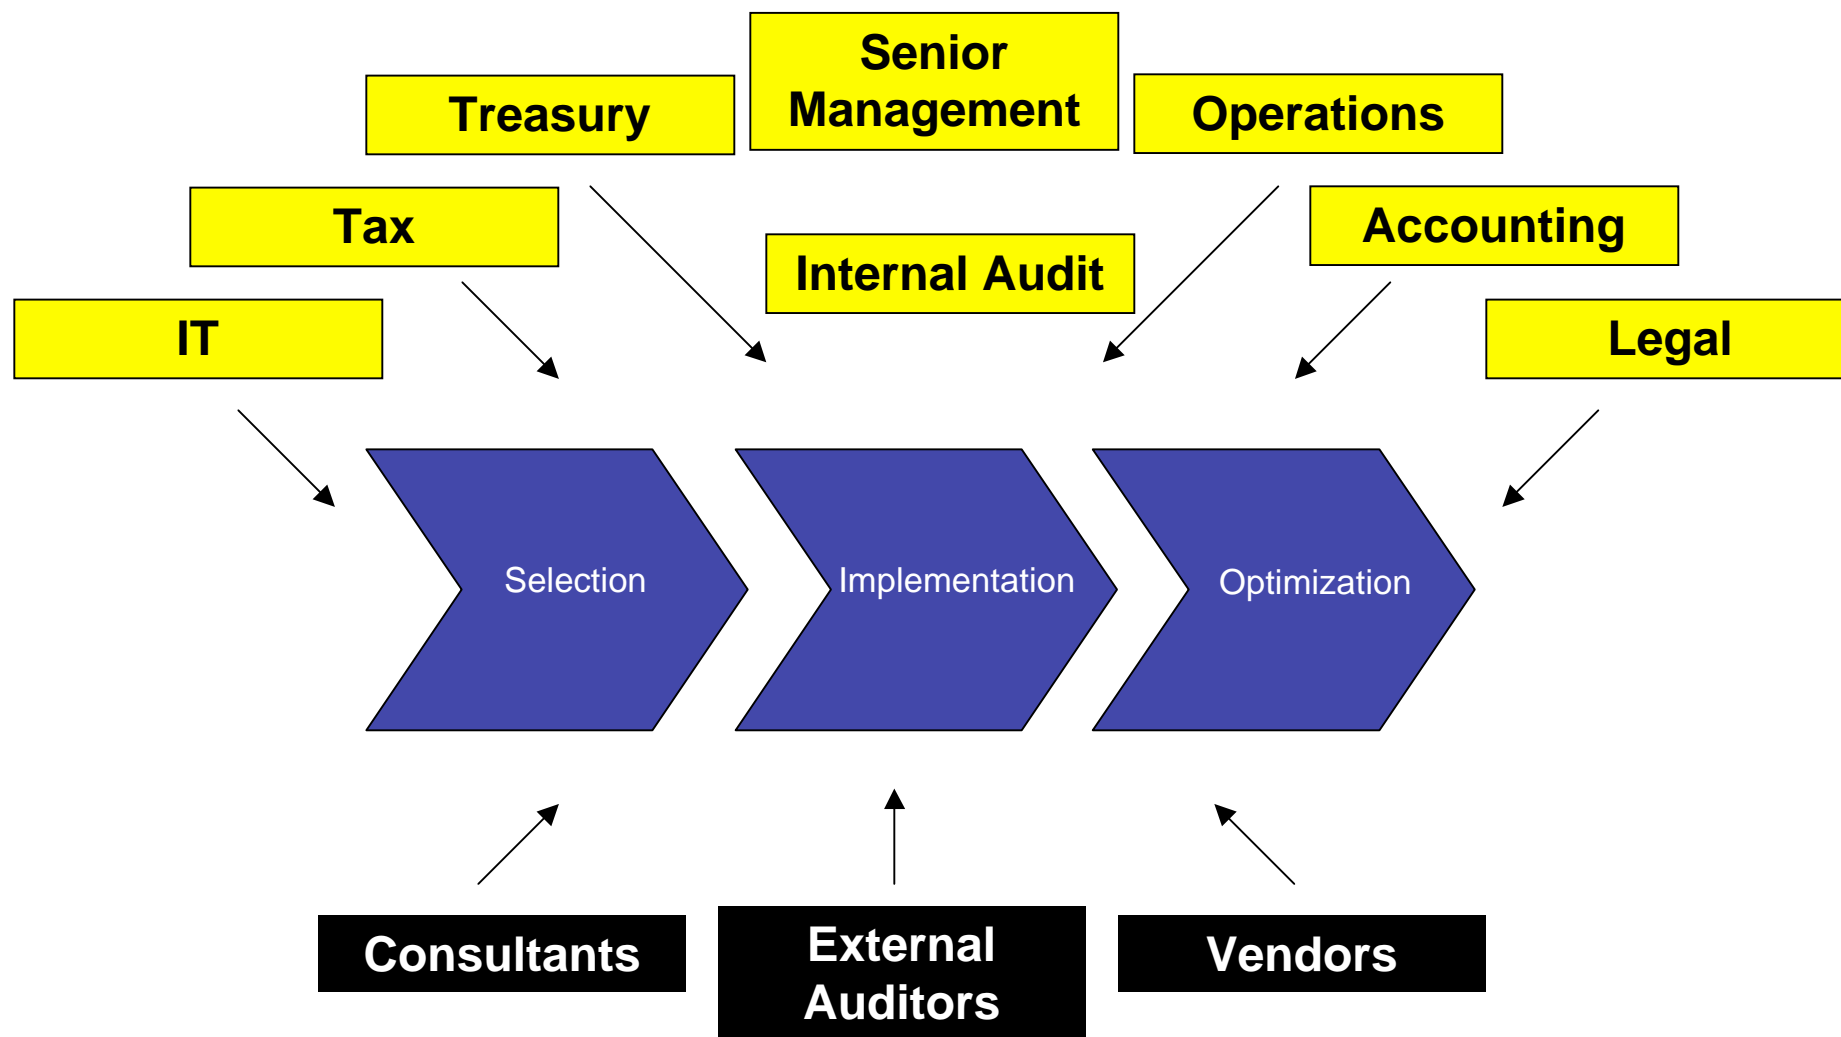 Senior
Management
Treasury
Operations
Tax
Accounting
Internal Audit
IT
Legal
Selection
Implementation
Optimization
Consultants
External
Auditors
Vendors